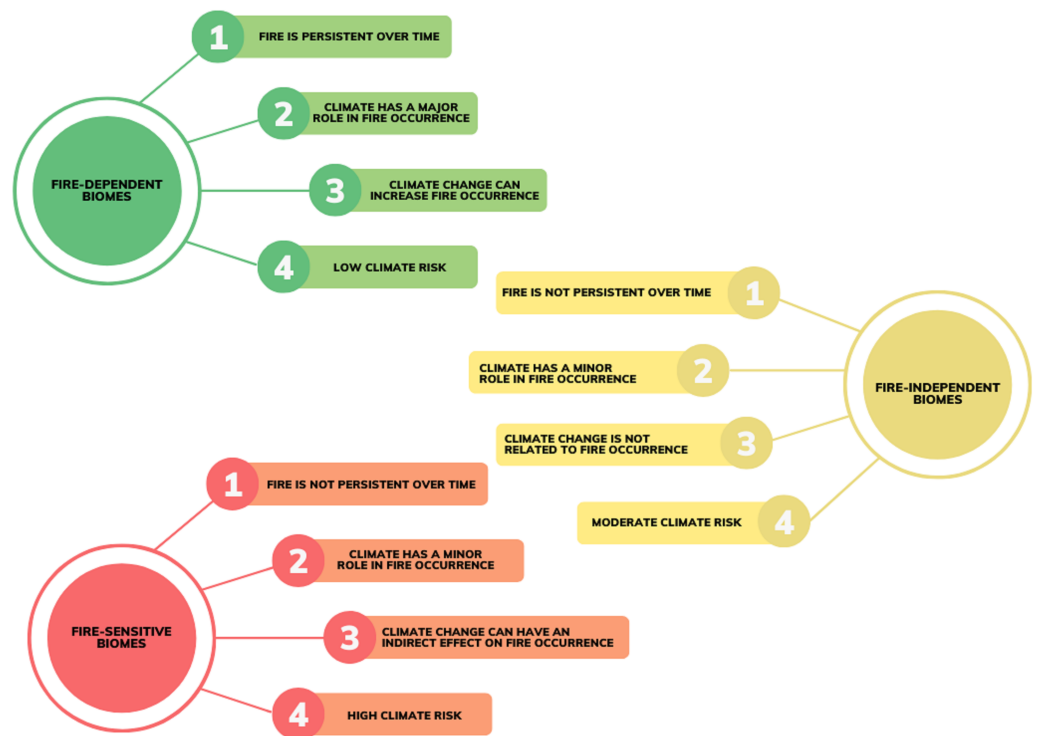 1
FIRE IS PERSISTENT OVER TIME
2
CLIMATE HAS A MAJOR
ROLE IN FIRE OCCURRENCE
FIRE-DEPENDENT
BIOMES
3
CLIMATE CHANGE CAN
INCREASE FIRE OCCURRENCE
4
LOW CLIMATE RISK
FIRE IS NOT PERSISTENT OVER TIME
1
CLIMATE HAS A MINOR
ROLE IN FIRE OCCURRENCE
2
FIRE-INDEPENDENT
BIOMES
CLIMATE CHANGE IS NOT
RELATED TO FIRE OCCURRENCE
3
MODERATE CLIMATE RISK
4
1
FIRE IS NOT PERSISTENT OVER TIME
2
CLIMATE HAS A MINOR
ROLE IN FIRE OCCURRENCE
FIRE-SENSITIVE
BIOMES
3
CLIMATE CHANGE CAN HAVE AN
INDIRECT EFFECT ON FIRE OCCURRENCE
4
HIGH CLIMATE RISK